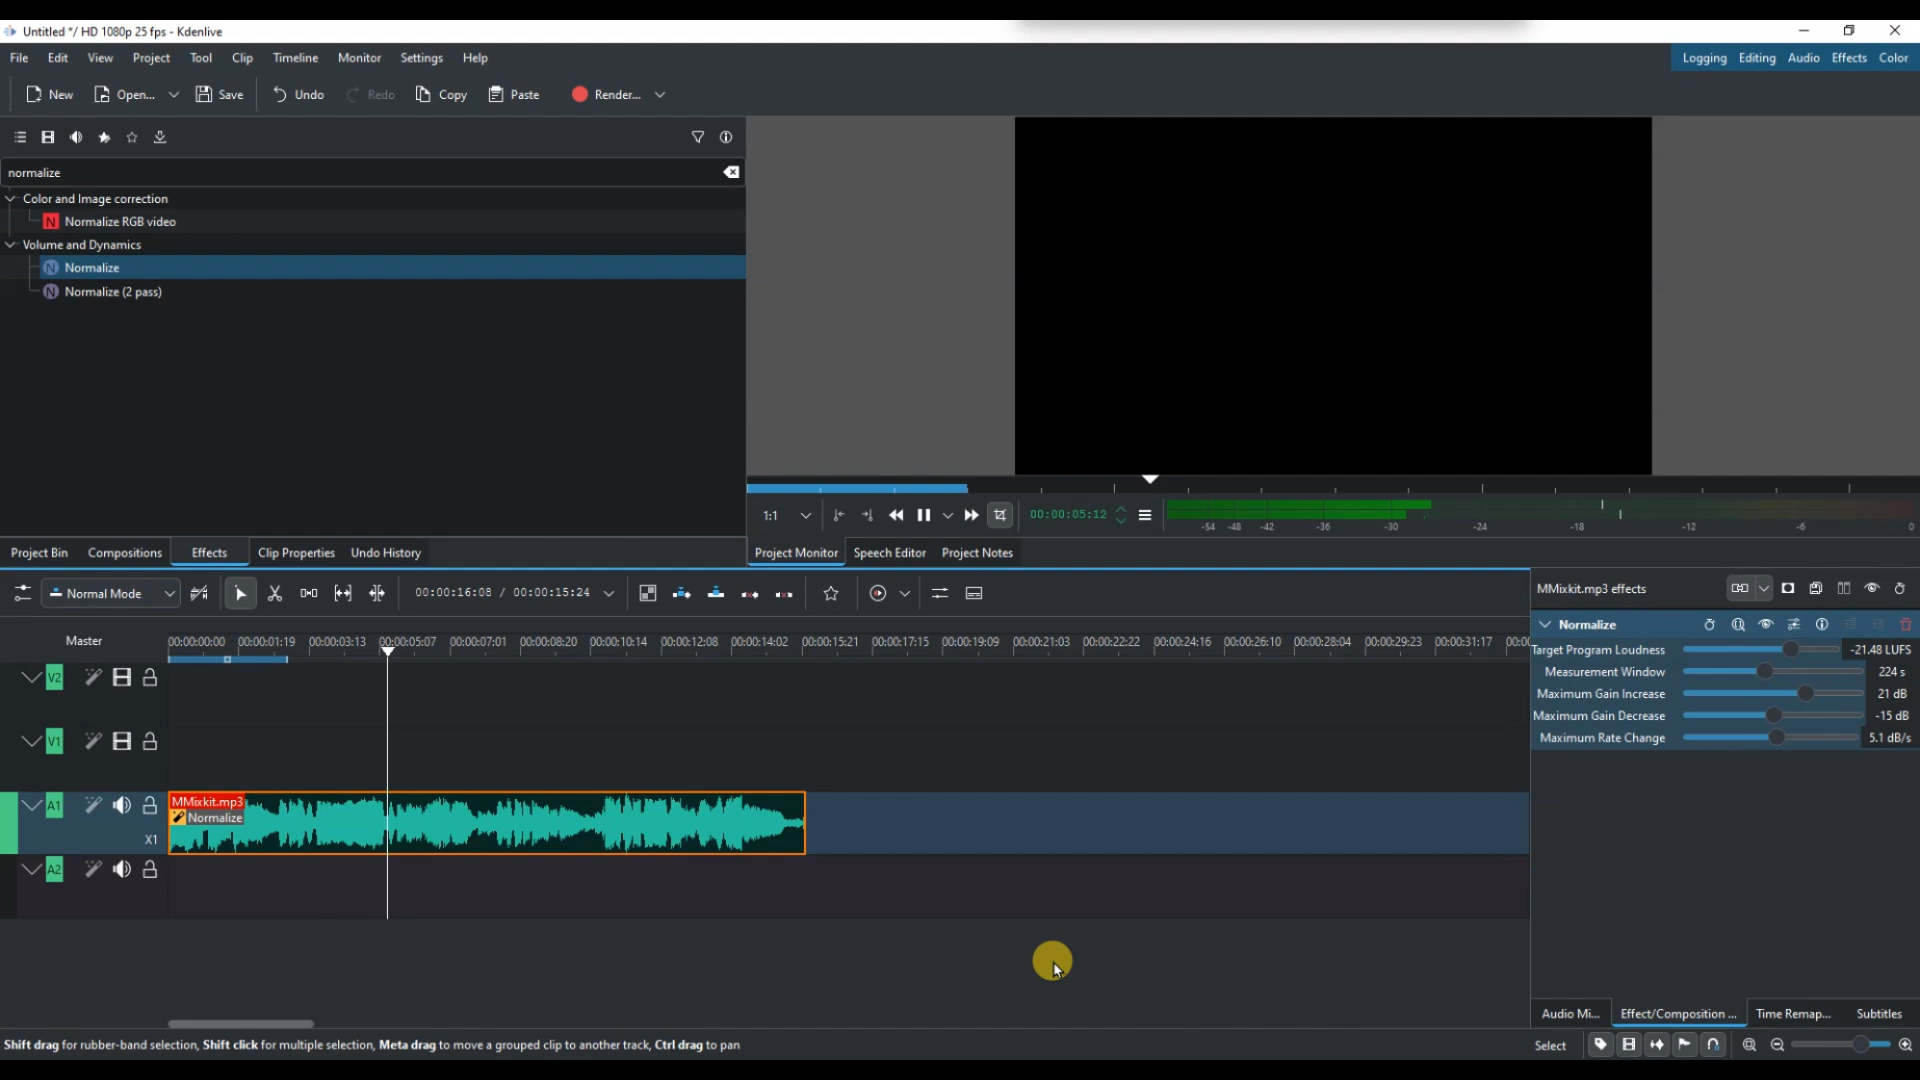 Untitled */ HD 1080p 25 fps - Kdenlive
File Edit View Project Tool Clip Timeline Monitor Settings Help
Logging Editing Audio Effects Color
New Open... Save Undo Redo Copy Paste Render...
normalize
Color and Image correction
N Normalize RGB video
Volume and Dynamics
N Normalize
N Normalize (2 pass)
1:1
00:00:05:12
-54 -48 -42 -36 -30 -24 -18 -12 -6 0
Project Bin Compositions Effects Clip Properties Undo History
Project Monitor Speech Editor Project Notes
Normal Mode
00:00:16:08 / 00:00:15:24
Master
00:00:00:00 00:00:01:19 00:00:03:13 00:00:05:07 00:00:07:01 00:00:08:20 00:00:10:14 00:00:12:08 00:00:14:02 00:00:15:21 00:00:17:15 00:00:19:09 00:00:21:03 00:00:22:22 00:00:24:16 00:00:26:10 00:00:28:04 00:00:29:23 00:00:31:17 00:00
V2
V1
A1
X1
MMixkit.mp3
Normalize
A2
MMixkit.mp3 effects
Normalize
Target Program Loudness -21.48 LUFS
Measurement Window 224 s
Maximum Gain Increase 21 dB
Maximum Gain Decrease -15 dB
Maximum Rate Change 5.1 dB/s
Audio Mi... Effect/Composition ... Time Remap... Subtitles
Shift drag for rubber-band selection, Shift click for multiple selection, Meta drag to move a grouped clip to another track, Ctrl drag to pan
Select